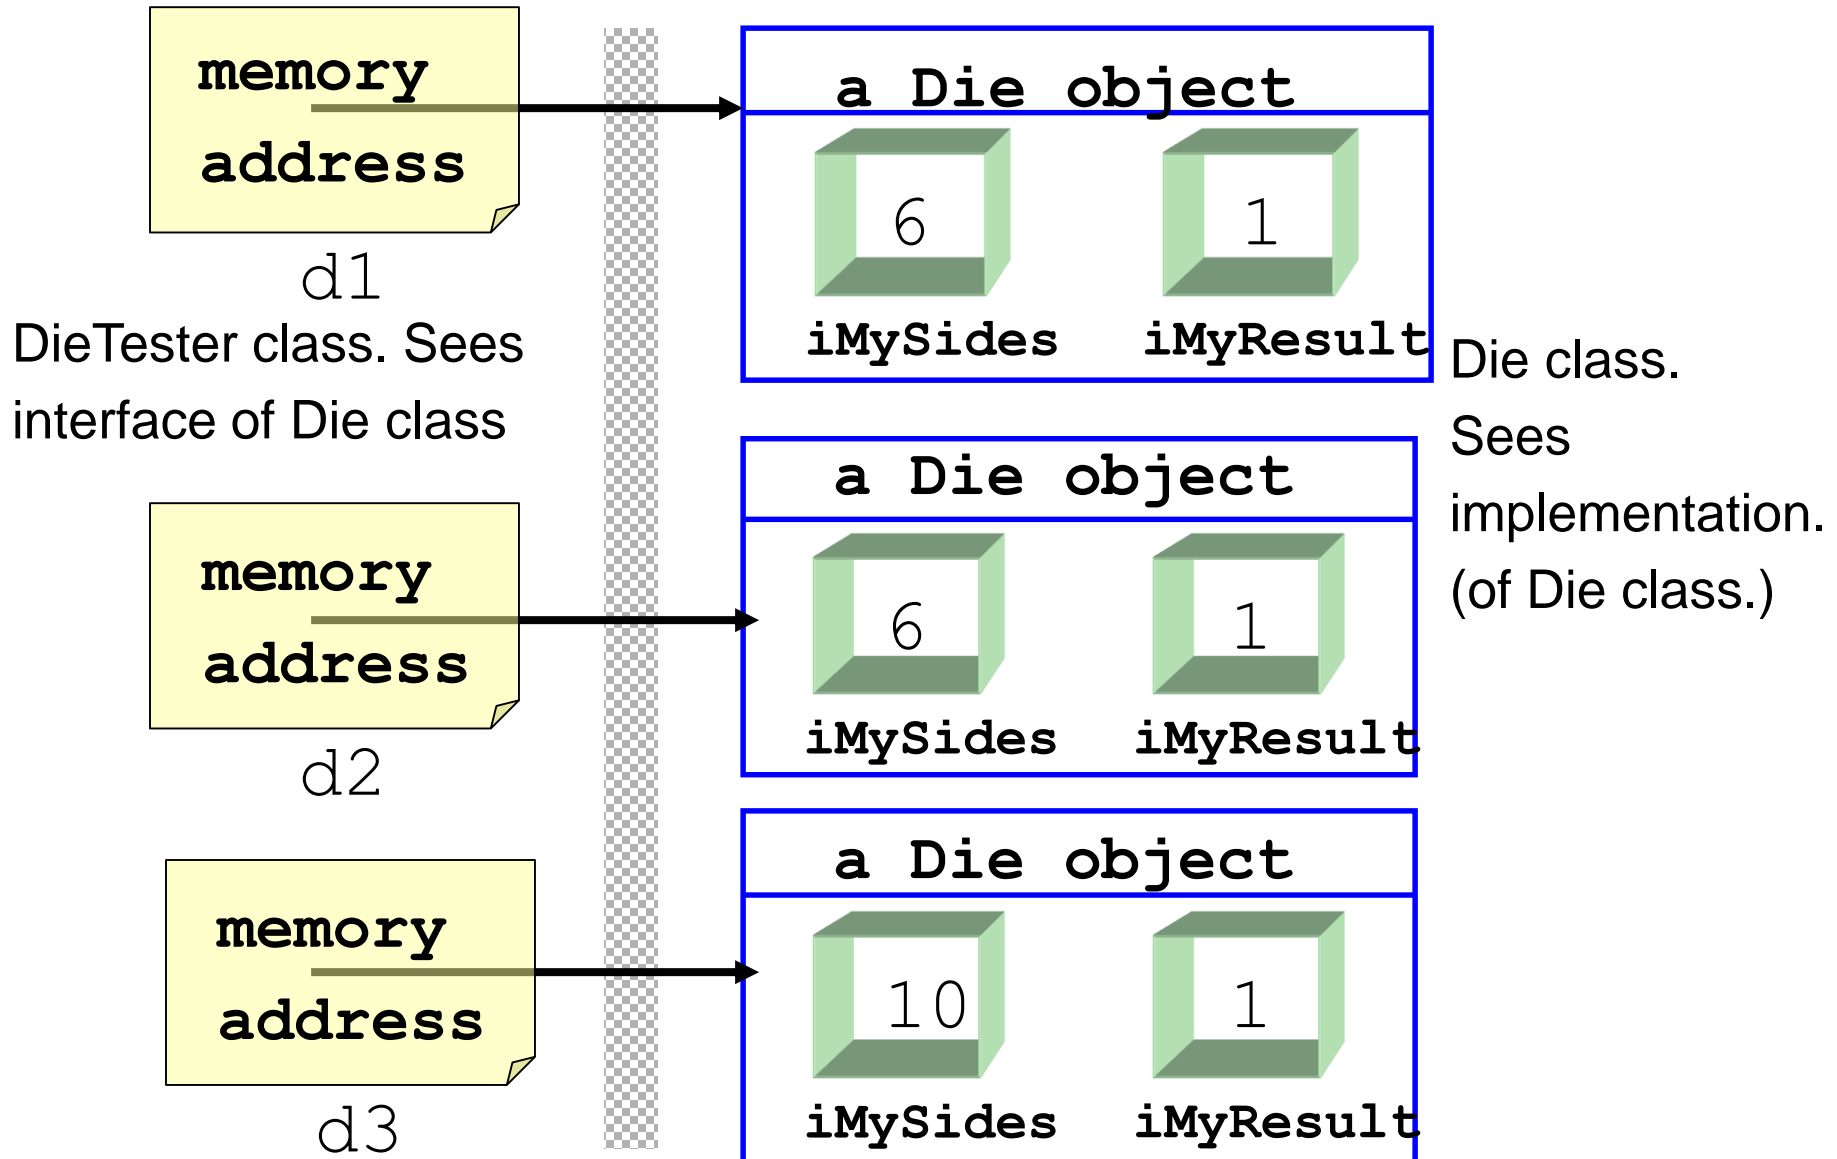 memory
address
d1
a Die object
6
1
iMySides
iMyResult
DieTester class. Sees
interface of Die class
Die class.
Sees
implementation.
(of Die class.)
memory
address
d2
a Die object
6
1
iMySides
iMyResult
memory
address
d3
a Die object
10
1
iMySides
iMyResult